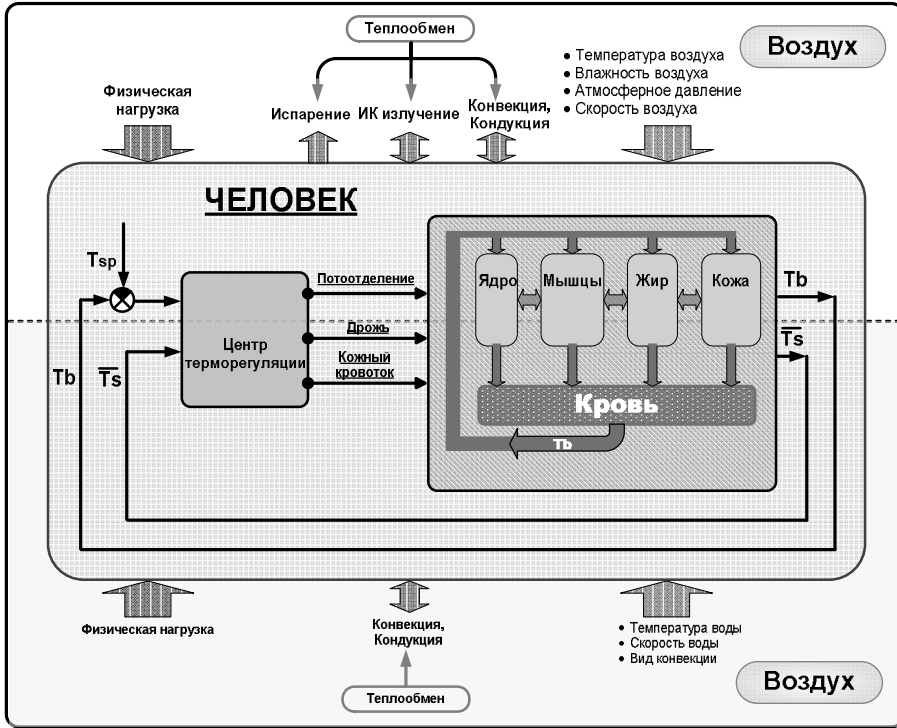 Теплообмен
Воздух
• Температура воздуха
• Влажность воздуха
• Атмосферное давление
• Скорость воздуха
Физическая
нагрузка
Испарение
ИК излучение
Конвекция,
Кондукция
ЧЕЛОВЕК
Tsp
Потоотделение
Ядро
Мышцы
Жир
Кожа
Tb
Дрожь
Центр
терморегуляции
Ts
Tb
Ts
Кожный
кровоток
Кровь
Tb
Физическая нагрузка
Конвекция,
Кондукция
• Температура воды
• Скорость воды
• Вид конвекции
Теплообмен
Воздух